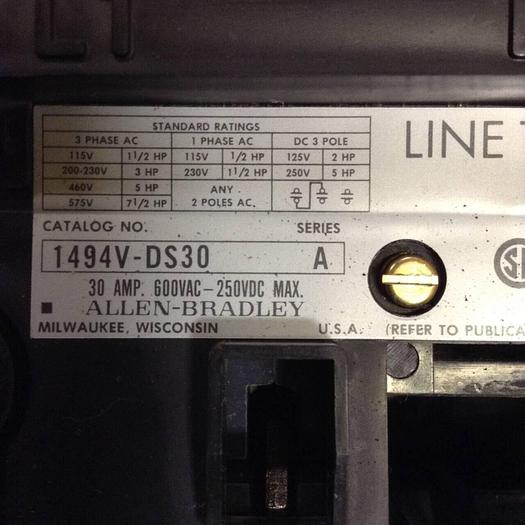 L1
STANDARD RATINGS
3 PHASE AC 1 PHASE AC DC 3 POLE
115V 1 1/2 HP 115V 1/2 HP 125V 2 HP
200-230V 3 HP 230V 1 1/2 HP 250V 5 HP
460V 5 HP ANY
575V 7 1/2 HP 2 POLES AC.
LINE
CATALOG NO. SERIES
1494V-DS30 A
30 AMP. 600VAC-250VDC MAX.
ALLEN-BRADLEY
MILWAUKEE, WISCONSIN U.S.A. (REFER TO PUBLICA